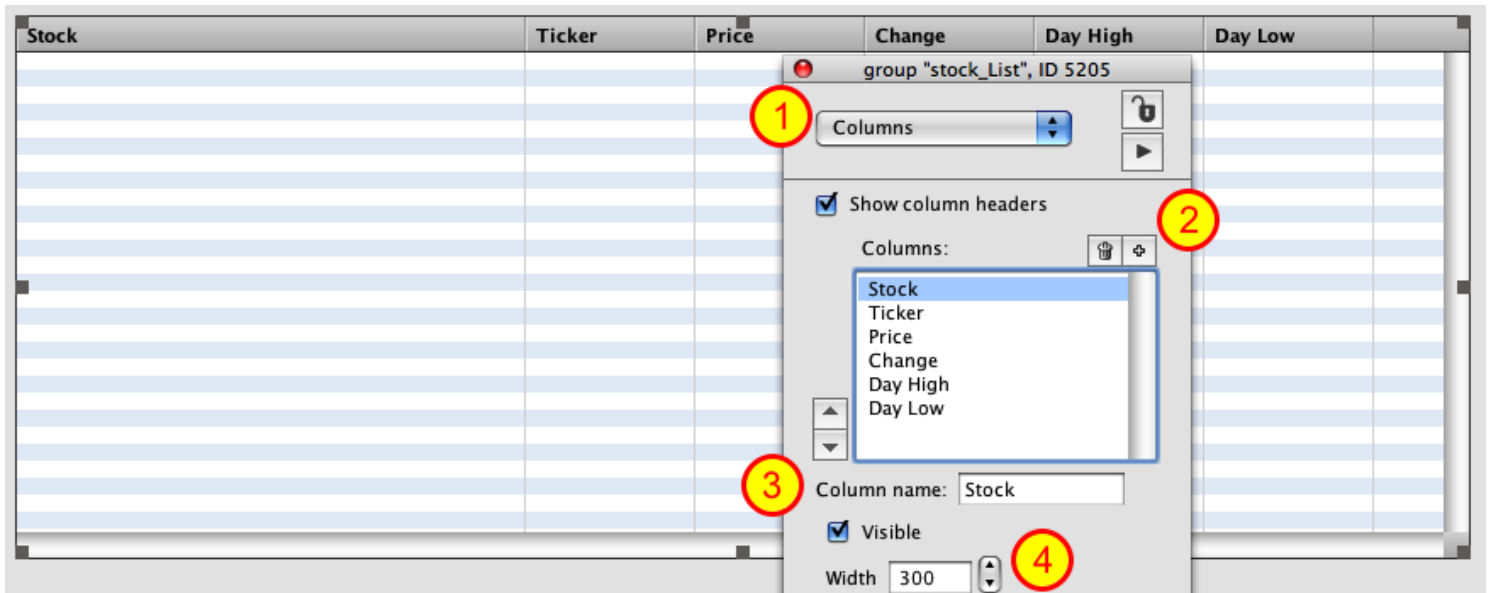 Stock Ticker Price Change Day High Day Low
group "stock_List", ID 5205
1
Columns
Show column headers
2
Columns:
Stock
Ticker
Price
Change
Day High
Day Low
3
Column name: Stock
Visible
4
Width 300